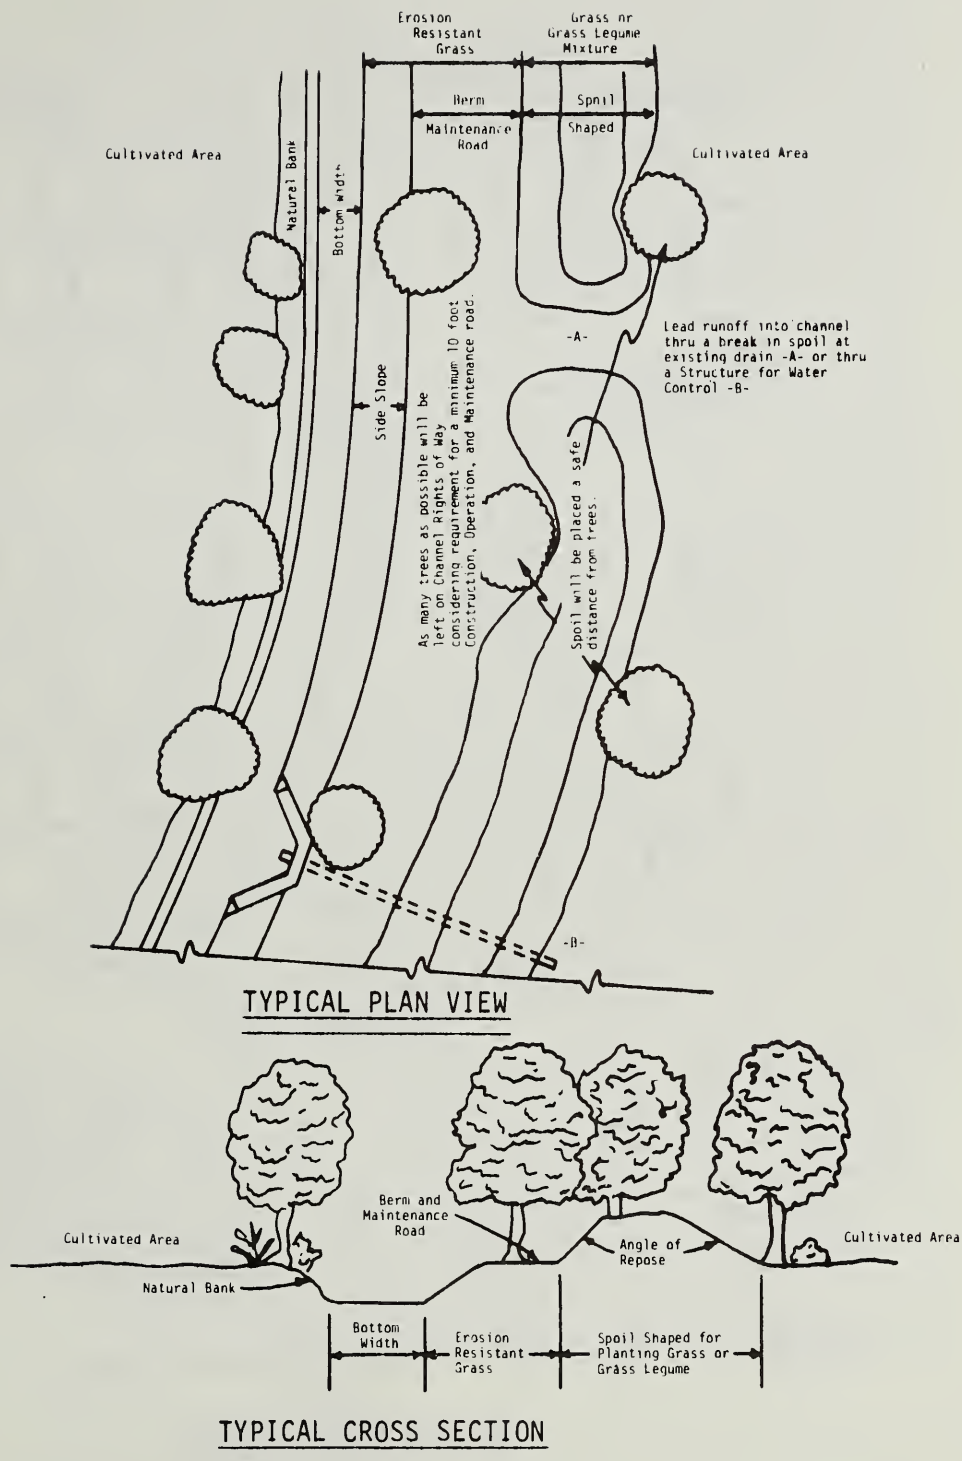 Erosion
Resistant
Grass
Grass or
Grass Legume
Mixture
Berm
Maintenance
Road
Spoil
Shaped
Cultivated Area
Natural Bank
Bottom Width
Cultivated Area
Side Slope
As many trees as possible will be
left on Channel Rights of Way
considering requirement for a minimum 10 foot
Construction, Operation, and Maintenance road.
-A-
Lead runoff into channel
thru a break in spoil at
existing drain -A- or thru
a Structure for Water
Control -B-
Spoil will be placed a safe
distance from trees.
-B-
TYPICAL PLAN VIEW
Berm and
Maintenance
Road
Cultivated Area
Natural Bank
Angle of
Repose
Cultivated Area
Bottom
Width
Erosion
Resistant
Grass
Spoil Shaped for
Planting Grass or
Grass Legume
TYPICAL CROSS SECTION